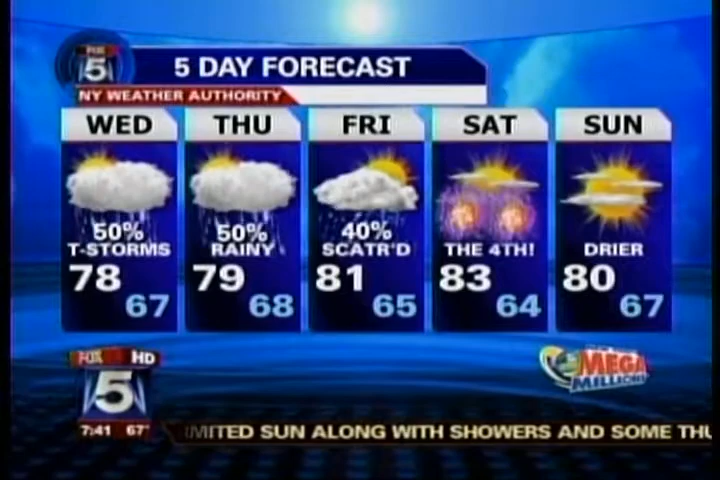 FOX
5
5 DAY FORECAST
NY WEATHER AUTHORITY
WED THU FRI SAT SUN
50% 50% 40%
T-STORMS RAINY SCATR'D THE 4TH! DRIER
78 79 81 83 80
67 68 65 64 67
FOX HD
5
MEGA
MILLIONS
7:41 67°
IMITED SUN ALONG WITH SHOWERS AND SOME THU